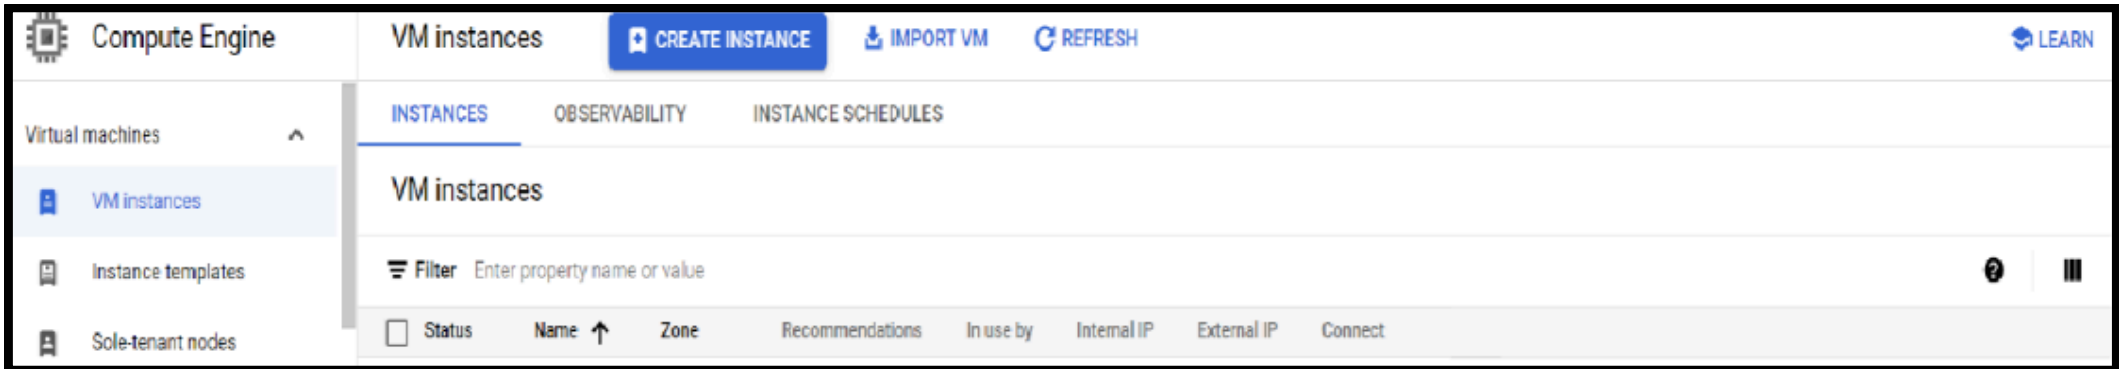 Compute Engine
VM instances
CREATE INSTANCE
IMPORT VM
REFRESH
LEARN
Virtual machines
VM instances
Instance templates
Sole-tenant nodes
INSTANCES
OBSERVABILITY
INSTANCE SCHEDULES
VM instances
Filter Enter property name or value
Status Name Zone Recommendations In use by Internal IP External IP Connect